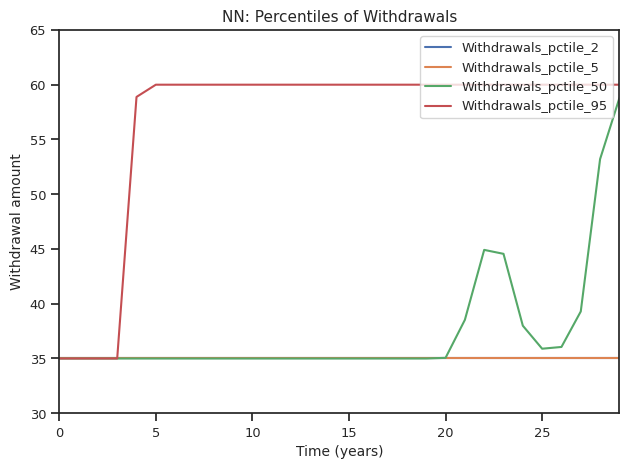 NN: Percentiles of Withdrawals
Withdrawal amount
65
60
55
50
45
40
35
30
Withdrawals_pctile_2
Withdrawals_pctile_5
Withdrawals_pctile_50
Withdrawals_pctile_95
0 5 10 15 20 25
Time (years)